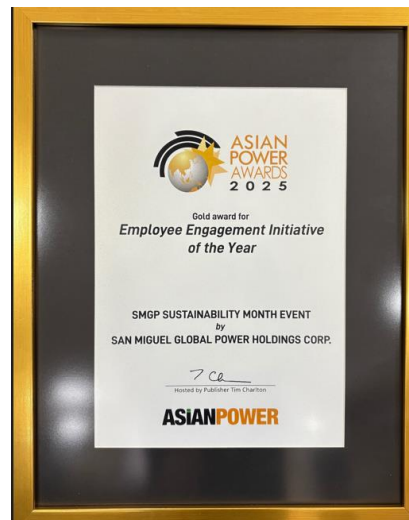 ASIAN
POWER
AWARDS
2025
Gold award for
Employee Engagement Initiative
of the Year
SMGP SUSTAINABILITY MONTH EVENT
by
SAN MIGUEL GLOBAL POWER HOLDINGS CORP.
Hosted by Publisher Tim Charlton
ASIANPOWER